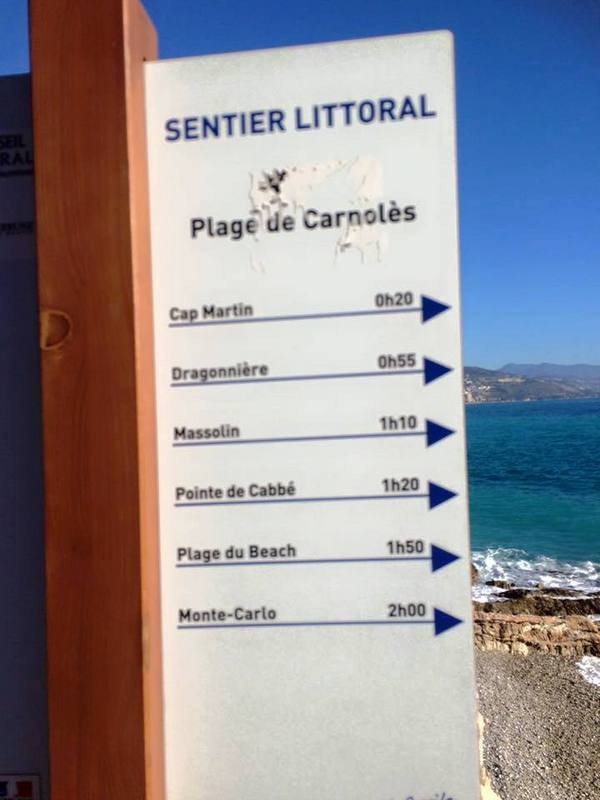 SENTIER LITTORAL
Plage de Carnolès
Cap Martin 0h20
Dragonnière 0h55
Massolin 1h10
Pointe de Cabbé 1h20
Plage du Beach 1h50
Monte-Carlo 2h00